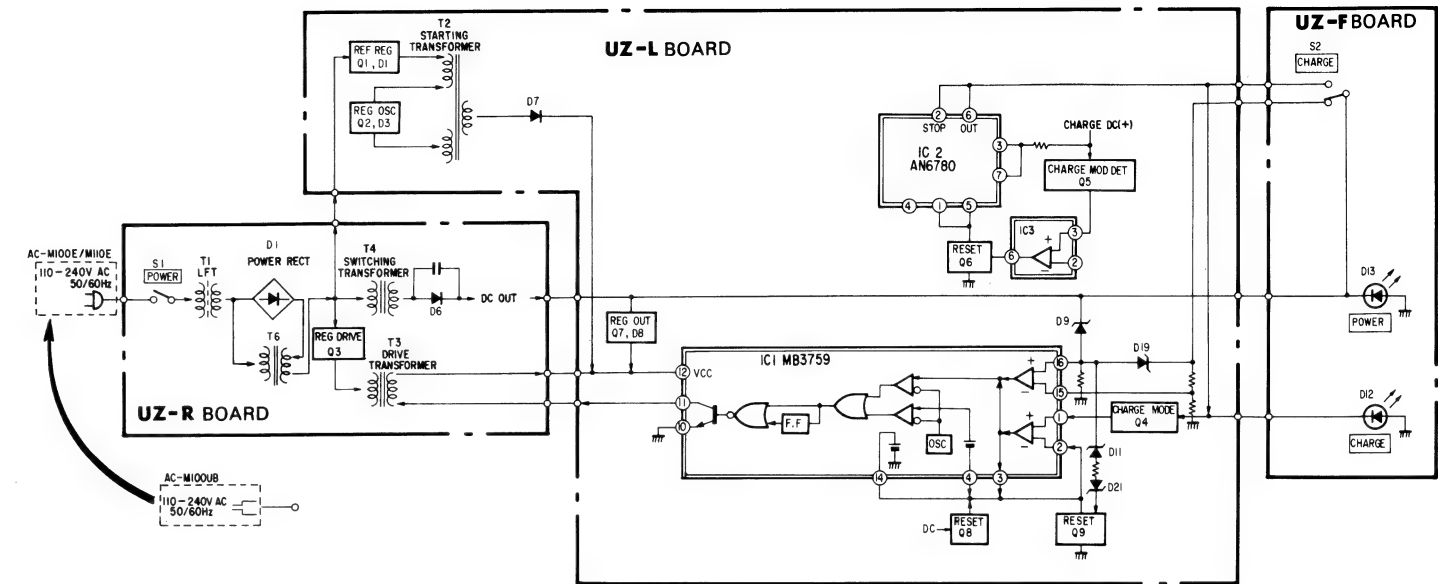 T2
STARTING
TRANSFORMER
UZ-L BOARD
UZ-F BOARD
REF REG
Q1, D1
REG OSC
Q2, D3
D7
S2
CHARGE
2
6
STOP
OUT
IC 2
AN6780
3
7
4
1
5
CHARGE DC(+)
CHARGE MOD DET
Q5
IC3
3
+
6
-
2
RESET
Q6
AC-M100E/M110E
110-240V AC
50/60Hz
S1
POWER
T1
LFT
D1
POWER RECT
T4
SWITCHING
TRANSFORMER
D6
DC OUT
T6
REG DRIVE
Q3
T3
DRIVE
TRANSFORMER
UZ-R BOARD
AC-M100UB
110-240V AC
50/60Hz
REG OUT
Q7, D8
D9
D19
D13
POWER
IC1 MB3759
12
VCC
11
10
F.F
OSC
+
-
16
15
+
-
1
2
14
4
3
CHARGE MODE
Q4
D12
CHARGE
D11
D21
DC
RESET
Q8
RESET
Q9